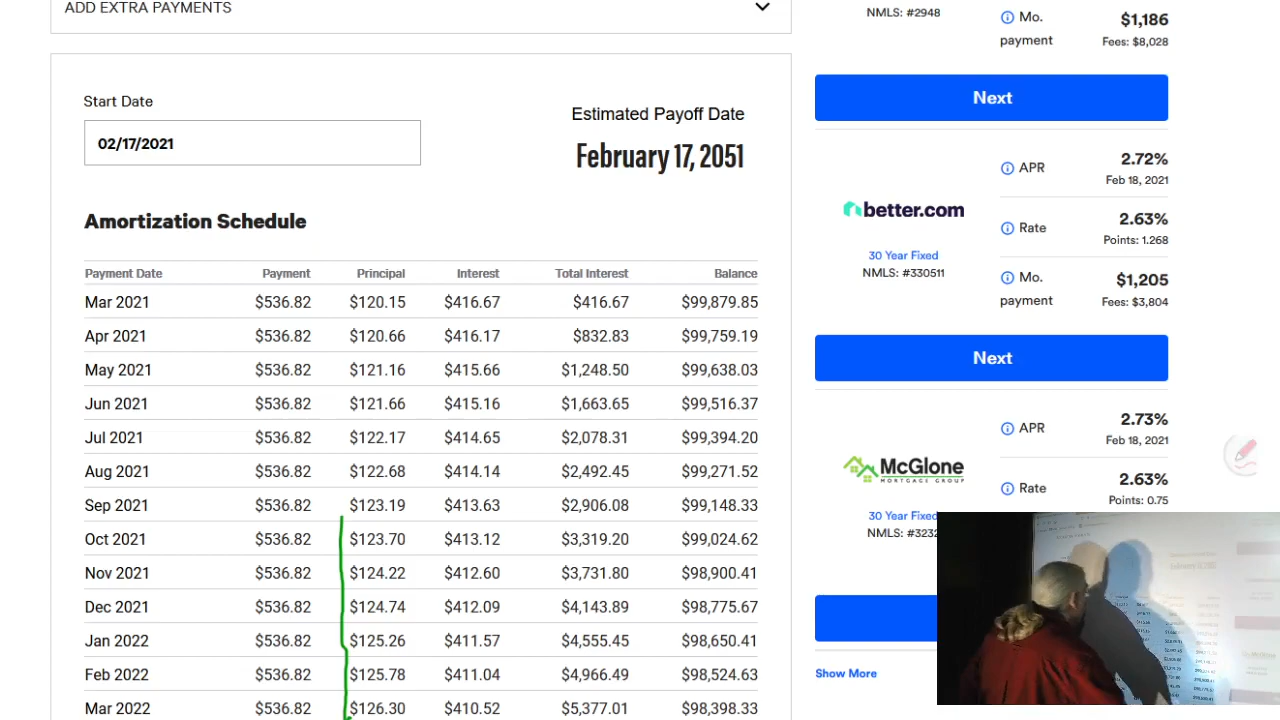 ADD EXTRA PAYMENTS
Start Date
02/17/2021
Estimated Payoff Date
February 17, 2051
Amortization Schedule
Payment Date Payment Principal Interest Total Interest Balance
Mar 2021 $536.82 $120.15 $416.67 $416.67 $99,879.85
Apr 2021 $536.82 $120.66 $416.17 $832.83 $99,759.19
May 2021 $536.82 $121.16 $415.66 $1,248.50 $99,638.03
Jun 2021 $536.82 $121.66 $415.16 $1,663.65 $99,516.37
Jul 2021 $536.82 $122.17 $414.65 $2,078.31 $99,394.20
Aug 2021 $536.82 $122.68 $414.14 $2,492.45 $99,271.52
Sep 2021 $536.82 $123.19 $413.63 $2,906.08 $99,148.33
Oct 2021 $536.82 $123.70 $413.12 $3,319.20 $99,024.62
Nov 2021 $536.82 $124.22 $412.60 $3,731.80 $98,900.41
Dec 2021 $536.82 $124.74 $412.09 $4,143.89 $98,775.67
Jan 2022 $536.82 $125.26 $411.57 $4,555.45 $98,650.41
Feb 2022 $536.82 $125.78 $411.04 $4,966.49 $98,524.63
Mar 2022 $536.82 $126.30 $410.52 $5,377.01 $98,398.33
NMLS: #2948
Mo. payment
$1,186
Fees: $8,028
Next
better.com
30 Year Fixed
NMLS: #330511
APR
2.72%
Feb 18, 2021
Rate
2.63%
Points: 1.268
Mo. payment
$1,205
Fees: $3,804
Next
McGlone
MORTGAGE GROUP
30 Year Fixed
NMLS: #3232
APR
2.73%
Feb 18, 2021
Rate
2.63%
Points: 0.75
Show More